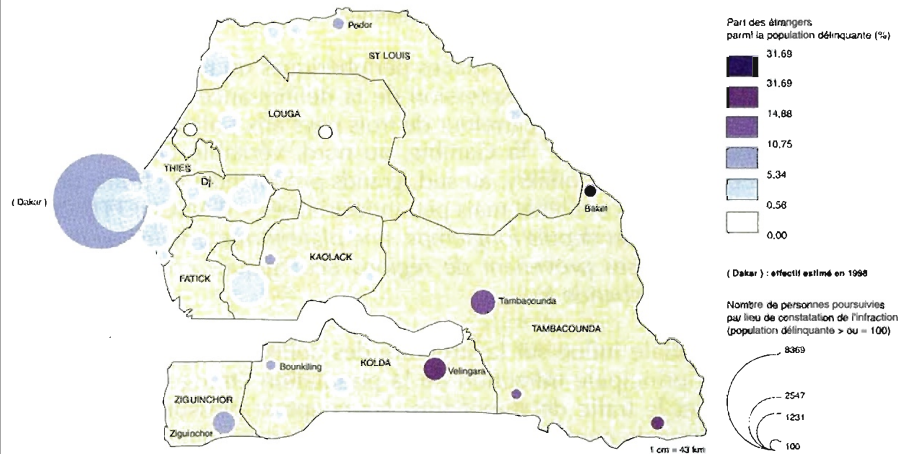 Podor
ST LOUIS
LOUGA
THIES
Dj.
( Dakar )
Bakel
FATICK
KAOLACK
Tambacounda
TAMBACOUNDA
Bounkiling
KOLDA
Velingara
ZIGUINCHOR
Ziguinchor
1 cm = 43 km
Part des étrangers
parmi la population délinquante (%)
31.69
31.69
14.88
10.75
5.34
0.56
0.00
( Dakar ) : effectif estimé en 1998
Nombre de personnes poursuivies
par lieu de constatation de l'infraction
(population délinquante > ou = 100)
8369
2547
1231
100